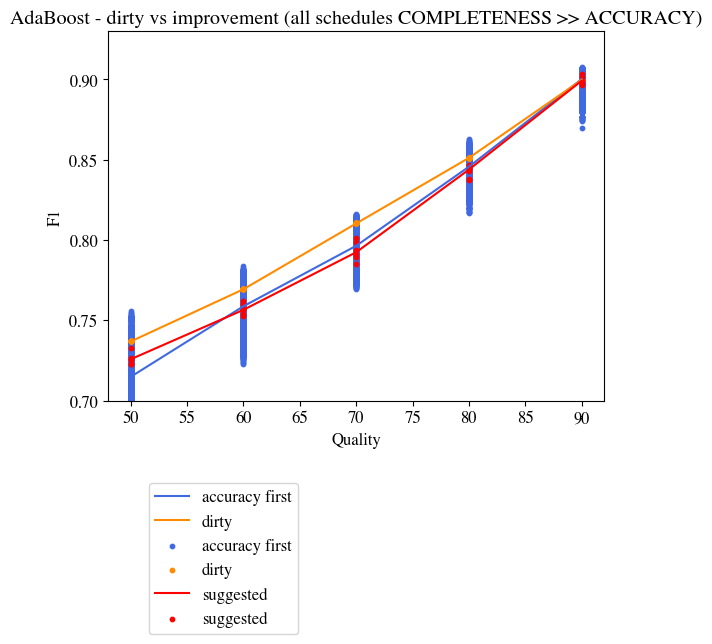 AdaBoost - dirty vs improvement (all schedules COMPLETENESS >> ACCURACY)
0.90
0.85
0.80
0.75
0.70
F1
50 55 60 65 70 75 80 85 90
Quality
accuracy first
dirty
accuracy first
dirty
suggested
suggested